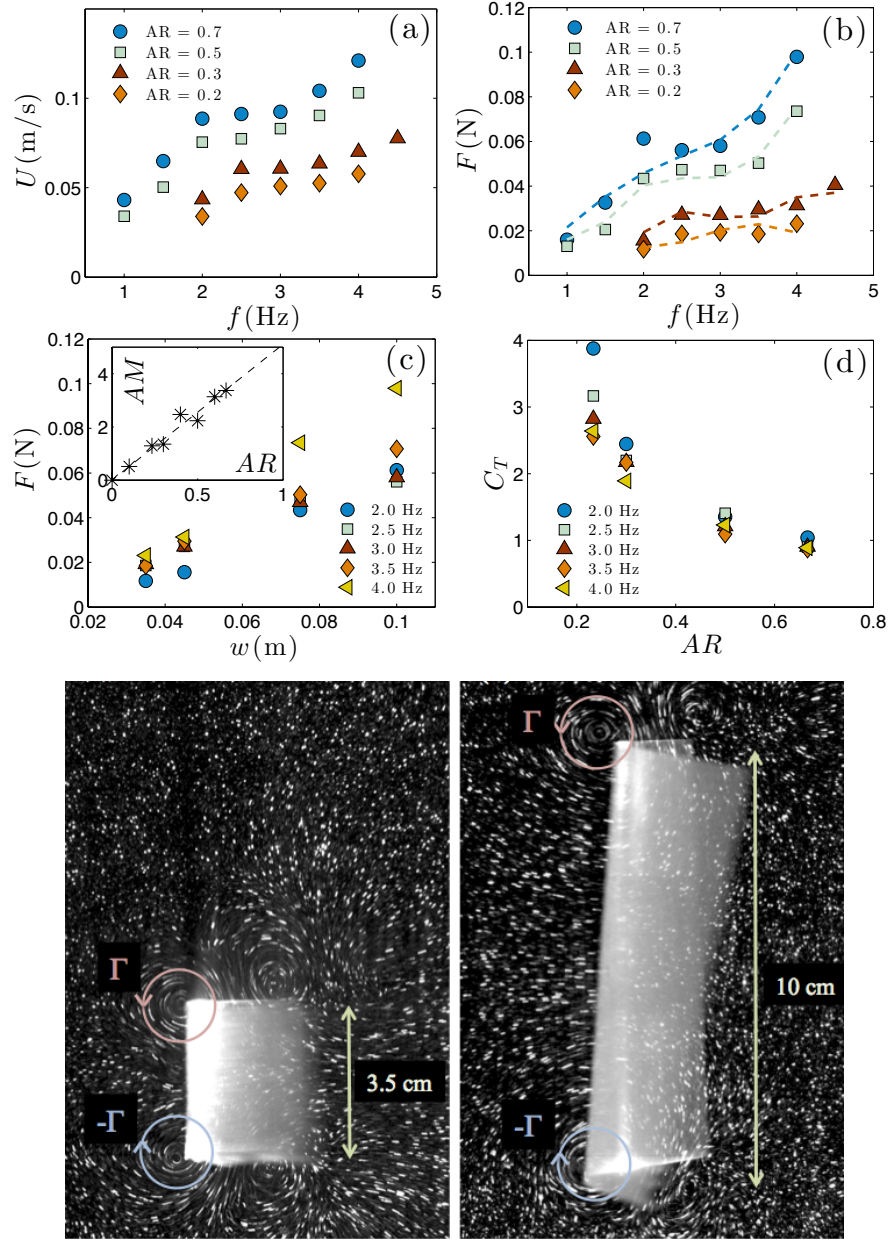 (a)
AR = 0.7
AR = 0.5
AR = 0.3
AR = 0.2
U(m/s)
0.1
0.05
0
1 2 3 4 5
f(Hz)
(b)
AR = 0.7
AR = 0.5
AR = 0.3
AR = 0.2
F(N)
0.12
0.1
0.08
0.06
0.04
0.02
0
1 2 3 4 5
f(Hz)
(c)
F(N)
0.12
0.1
0.08
0.06
0.04
0.02
0
0.02 0.04 0.06 0.08 0.1
w(m)
AM
4
2
0
0 0.5 1
AR
2.0 Hz
2.5 Hz
3.0 Hz
3.5 Hz
4.0 Hz
(d)
C_T
4
3
2
1
0
0.2 0.4 0.6 0.8
AR
2.0 Hz
2.5 Hz
3.0 Hz
3.5 Hz
4.0 Hz
Γ
-Γ
3.5 cm
Γ
-Γ
10 cm